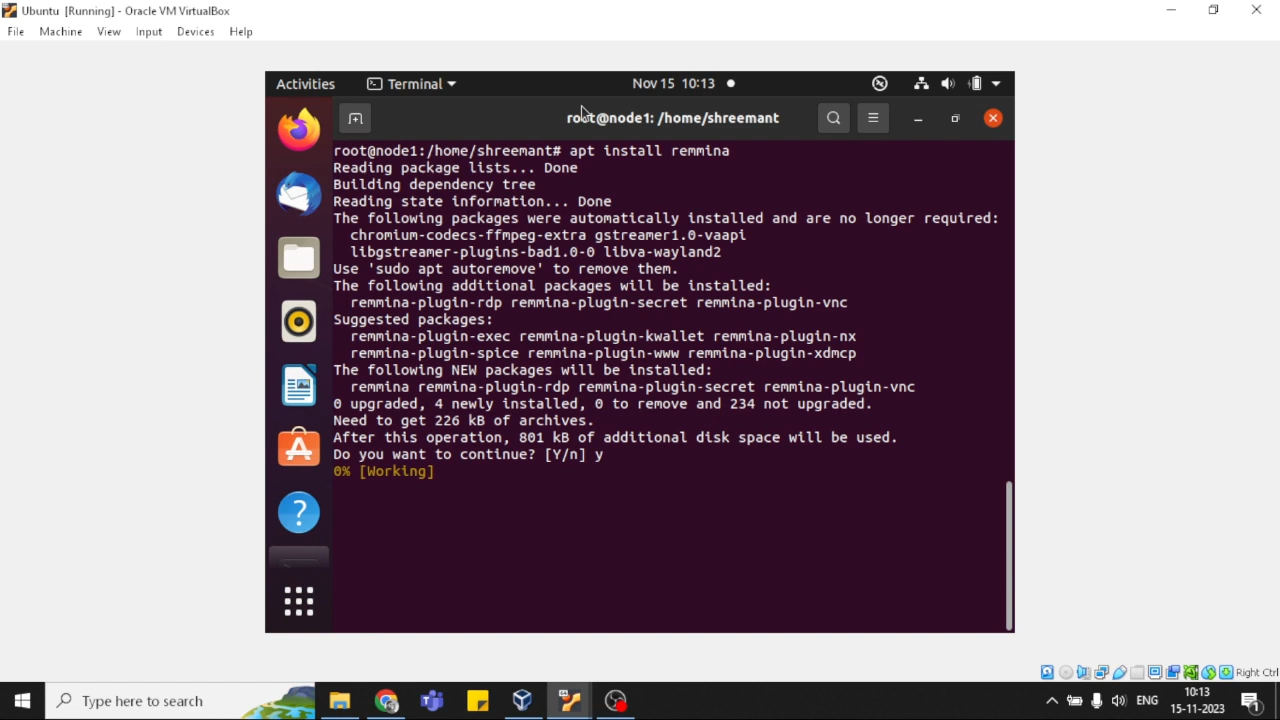 Ubuntu [Running] - Oracle VM VirtualBox
File Machine View Input Devices Help
Activities Terminal Nov 15 10:13
root@node1: /home/shreemant
root@node1:/home/shreemant# apt install remmina
Reading package lists... Done
Building dependency tree
Reading state information... Done
The following packages were automatically installed and are no longer required:
chromium-codecs-ffmpeg-extra gstreamer1.0-vaapi
libgstreamer-plugins-bad1.0-0 libva-wayland2
Use 'sudo apt autoremove' to remove them.
The following additional packages will be installed:
remmina-plugin-rdp remmina-plugin-secret remmina-plugin-vnc
Suggested packages:
remmina-plugin-exec remmina-plugin-kwallet remmina-plugin-nx
remmina-plugin-spice remmina-plugin-www remmina-plugin-xdmcp
The following NEW packages will be installed:
remmina remmina-plugin-rdp remmina-plugin-secret remmina-plugin-vnc
0 upgraded, 4 newly installed, 0 to remove and 234 not upgraded.
Need to get 226 kB of archives.
After this operation, 801 kB of additional disk space will be used.
Do you want to continue? [Y/n] y
0% [Working]
Right Ctrl
Type here to search
ENG
10:13
15-11-2023
1